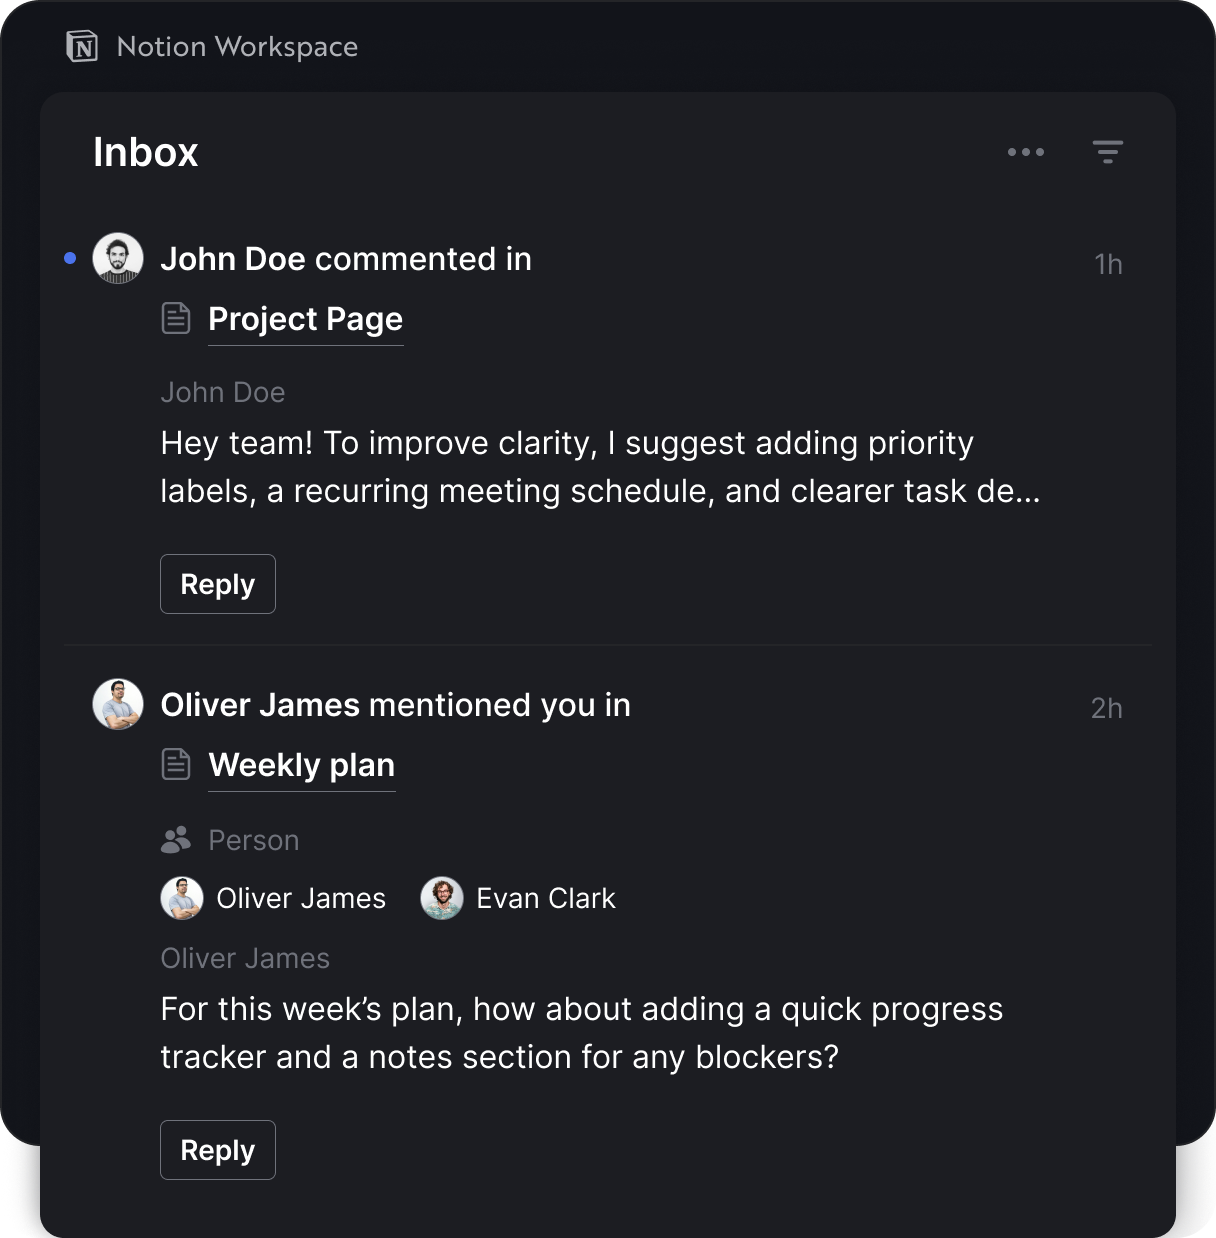 Notion Workspace
Inbox
John Doe commented in
1h
Project Page
John Doe
Hey team! To improve clarity, I suggest adding priority
labels, a recurring meeting schedule, and clearer task de...
Reply
Oliver James mentioned you in
2h
Weekly plan
Person
Oliver James Evan Clark
Oliver James
For this week’s plan, how about adding a quick progress
tracker and a notes section for any blockers?
Reply